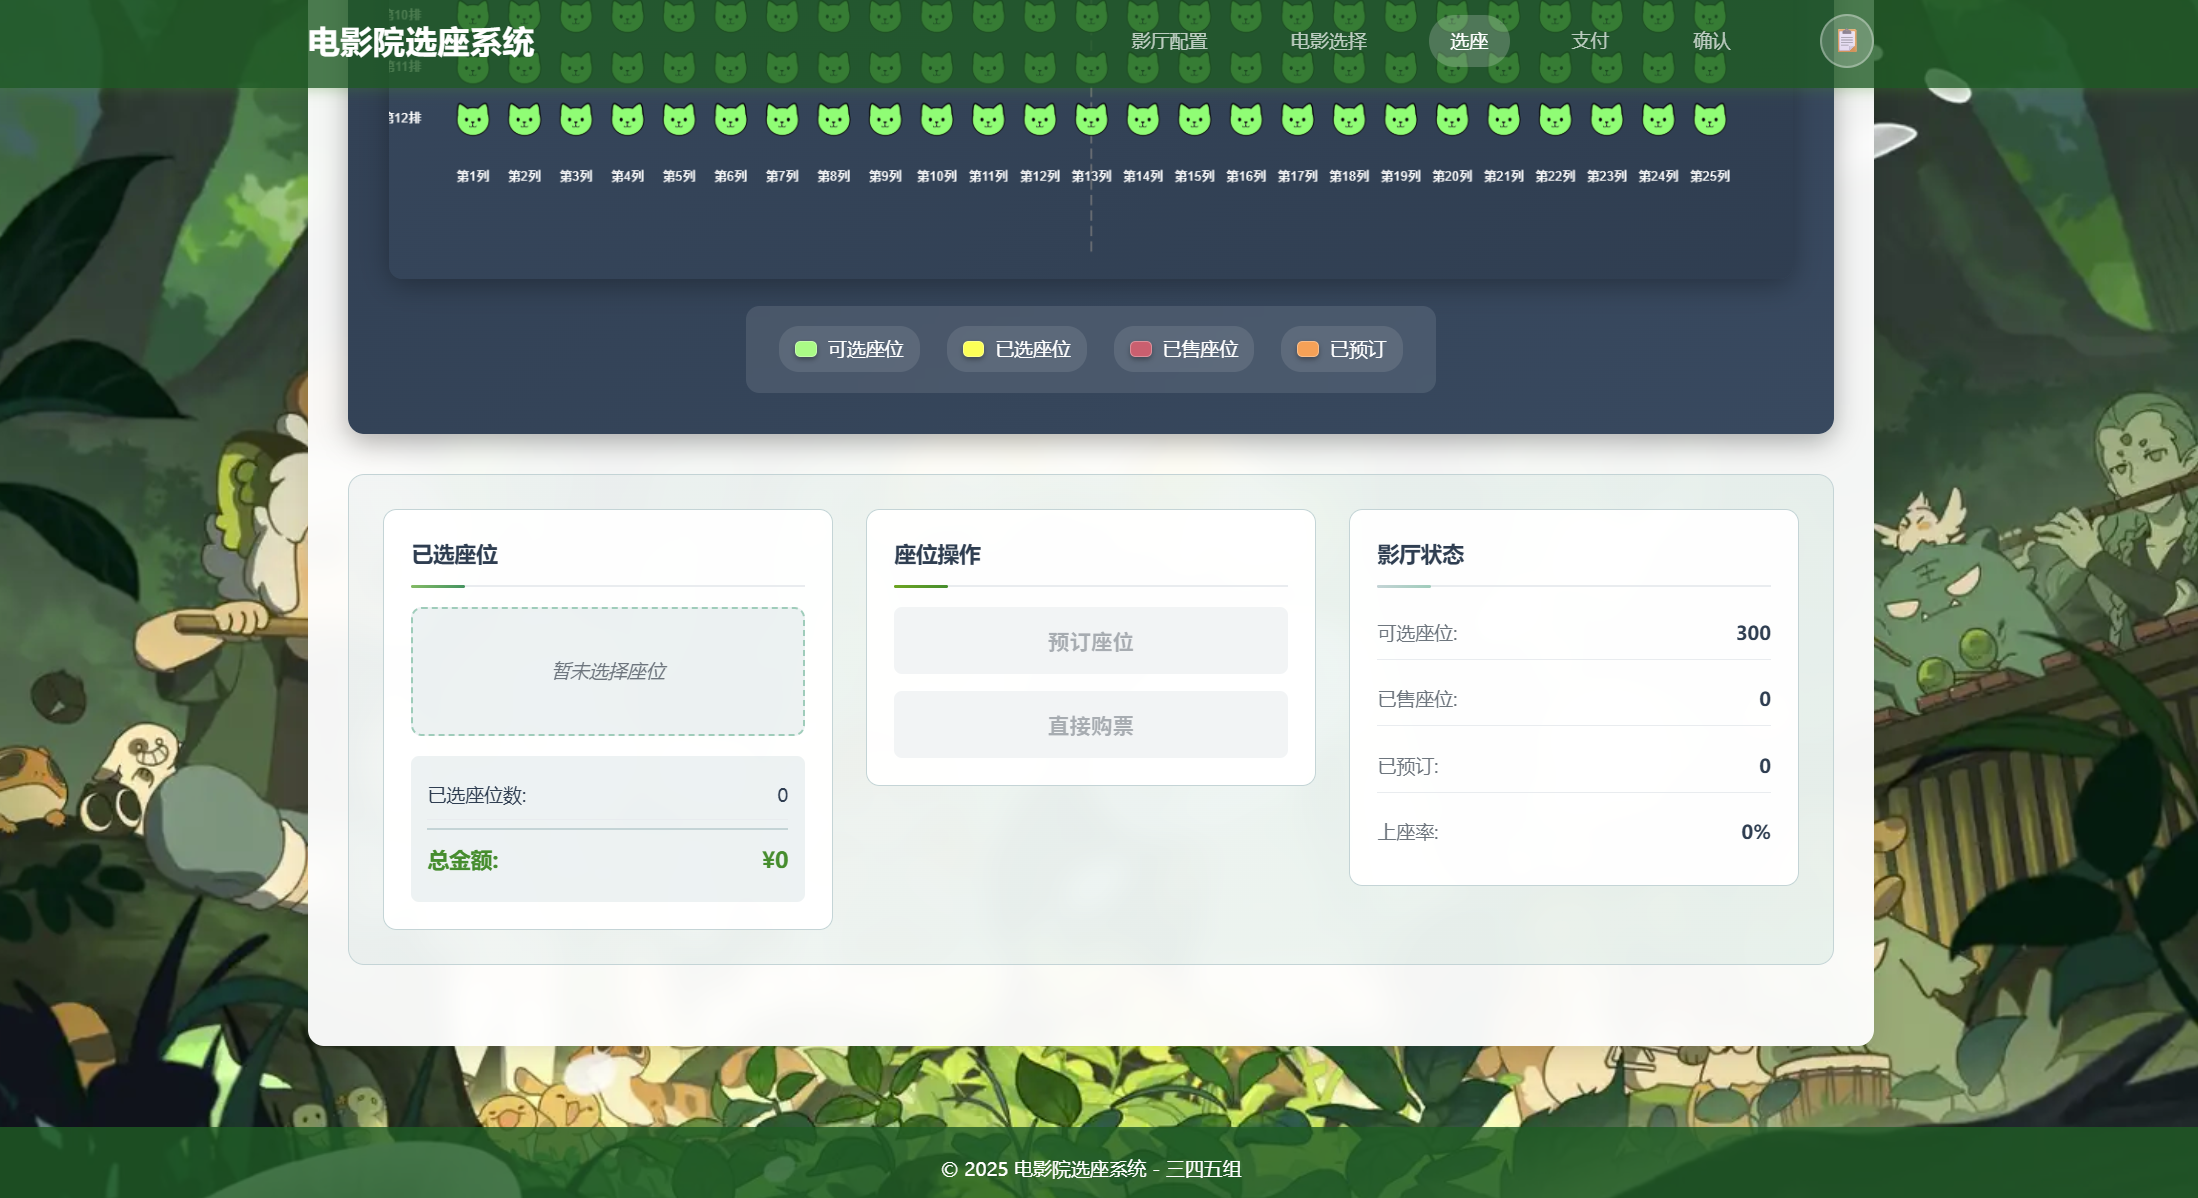 电影院选座系统
影厅配置 电影选择 选座 支付 确认
第10排
第11排
第12排
第1列 第2列 第3列 第4列 第5列 第6列 第7列 第8列 第9列 第10列 第11列 第12列 第13列 第14列 第15列 第16列 第17列 第18列 第19列 第20列 第21列 第22列 第23列 第24列 第25列
可选座位 已选座位 已售座位 已预订
已选座位
暂未选择座位
已选座位数: 0
总金额: ¥0
座位操作
预订座位
直接购票
影厅状态
可选座位: 300
已售座位: 0
已预订: 0
上座率: 0%
© 2025 电影院选座系统 - 三四五组